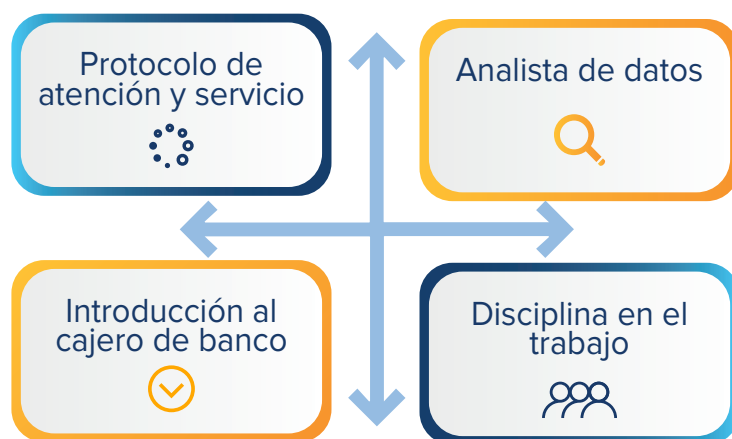 Protocolo de
atención y servicio
Analista de datos
Introducción al
cajero de banco
Disciplina en el
trabajo